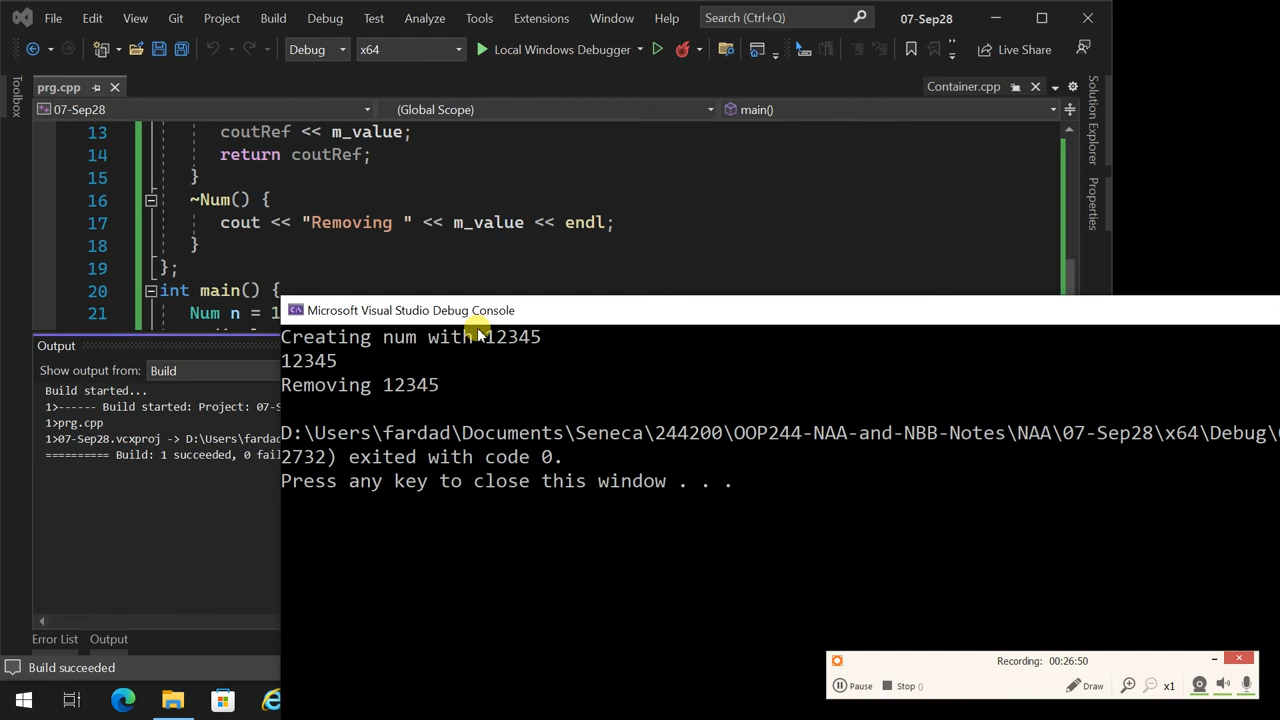 File Edit View Git Project Build Debug Test Analyze Tools Extensions Window Help Search (Ctrl+Q) 07-Sep28
Debug x64 Local Windows Debugger Live Share
prg.cpp Container.cpp
07-Sep28 (Global Scope) main()
Toolbox
Solution Explorer
Properties
13 coutRef << m_value;
14 return coutRef;
15 }
16 ~Num() {
17 cout << "Removing " << m_value << endl;
18 }
19 };
20 int main() {
21 Num n = 1
Output
Show output from: Build
Build started...
1>------ Build started: Project: 07-S
1>prg.cpp
1>07-Sep28.vcxproj -> D:\Users\fardad
========== Build: 1 succeeded, 0 fail
Error List Output
Build succeeded
Microsoft Visual Studio Debug Console
Creating num with 12345
12345
Removing 12345
D:\Users\fardad\Documents\Seneca\244200\OOP244-NAA-and-NBB-Notes\NAA\07-Sep28\x64\Debug\
2732) exited with code 0.
Press any key to close this window . . .
Recording: 00:26:50
Pause Stop () Draw x1